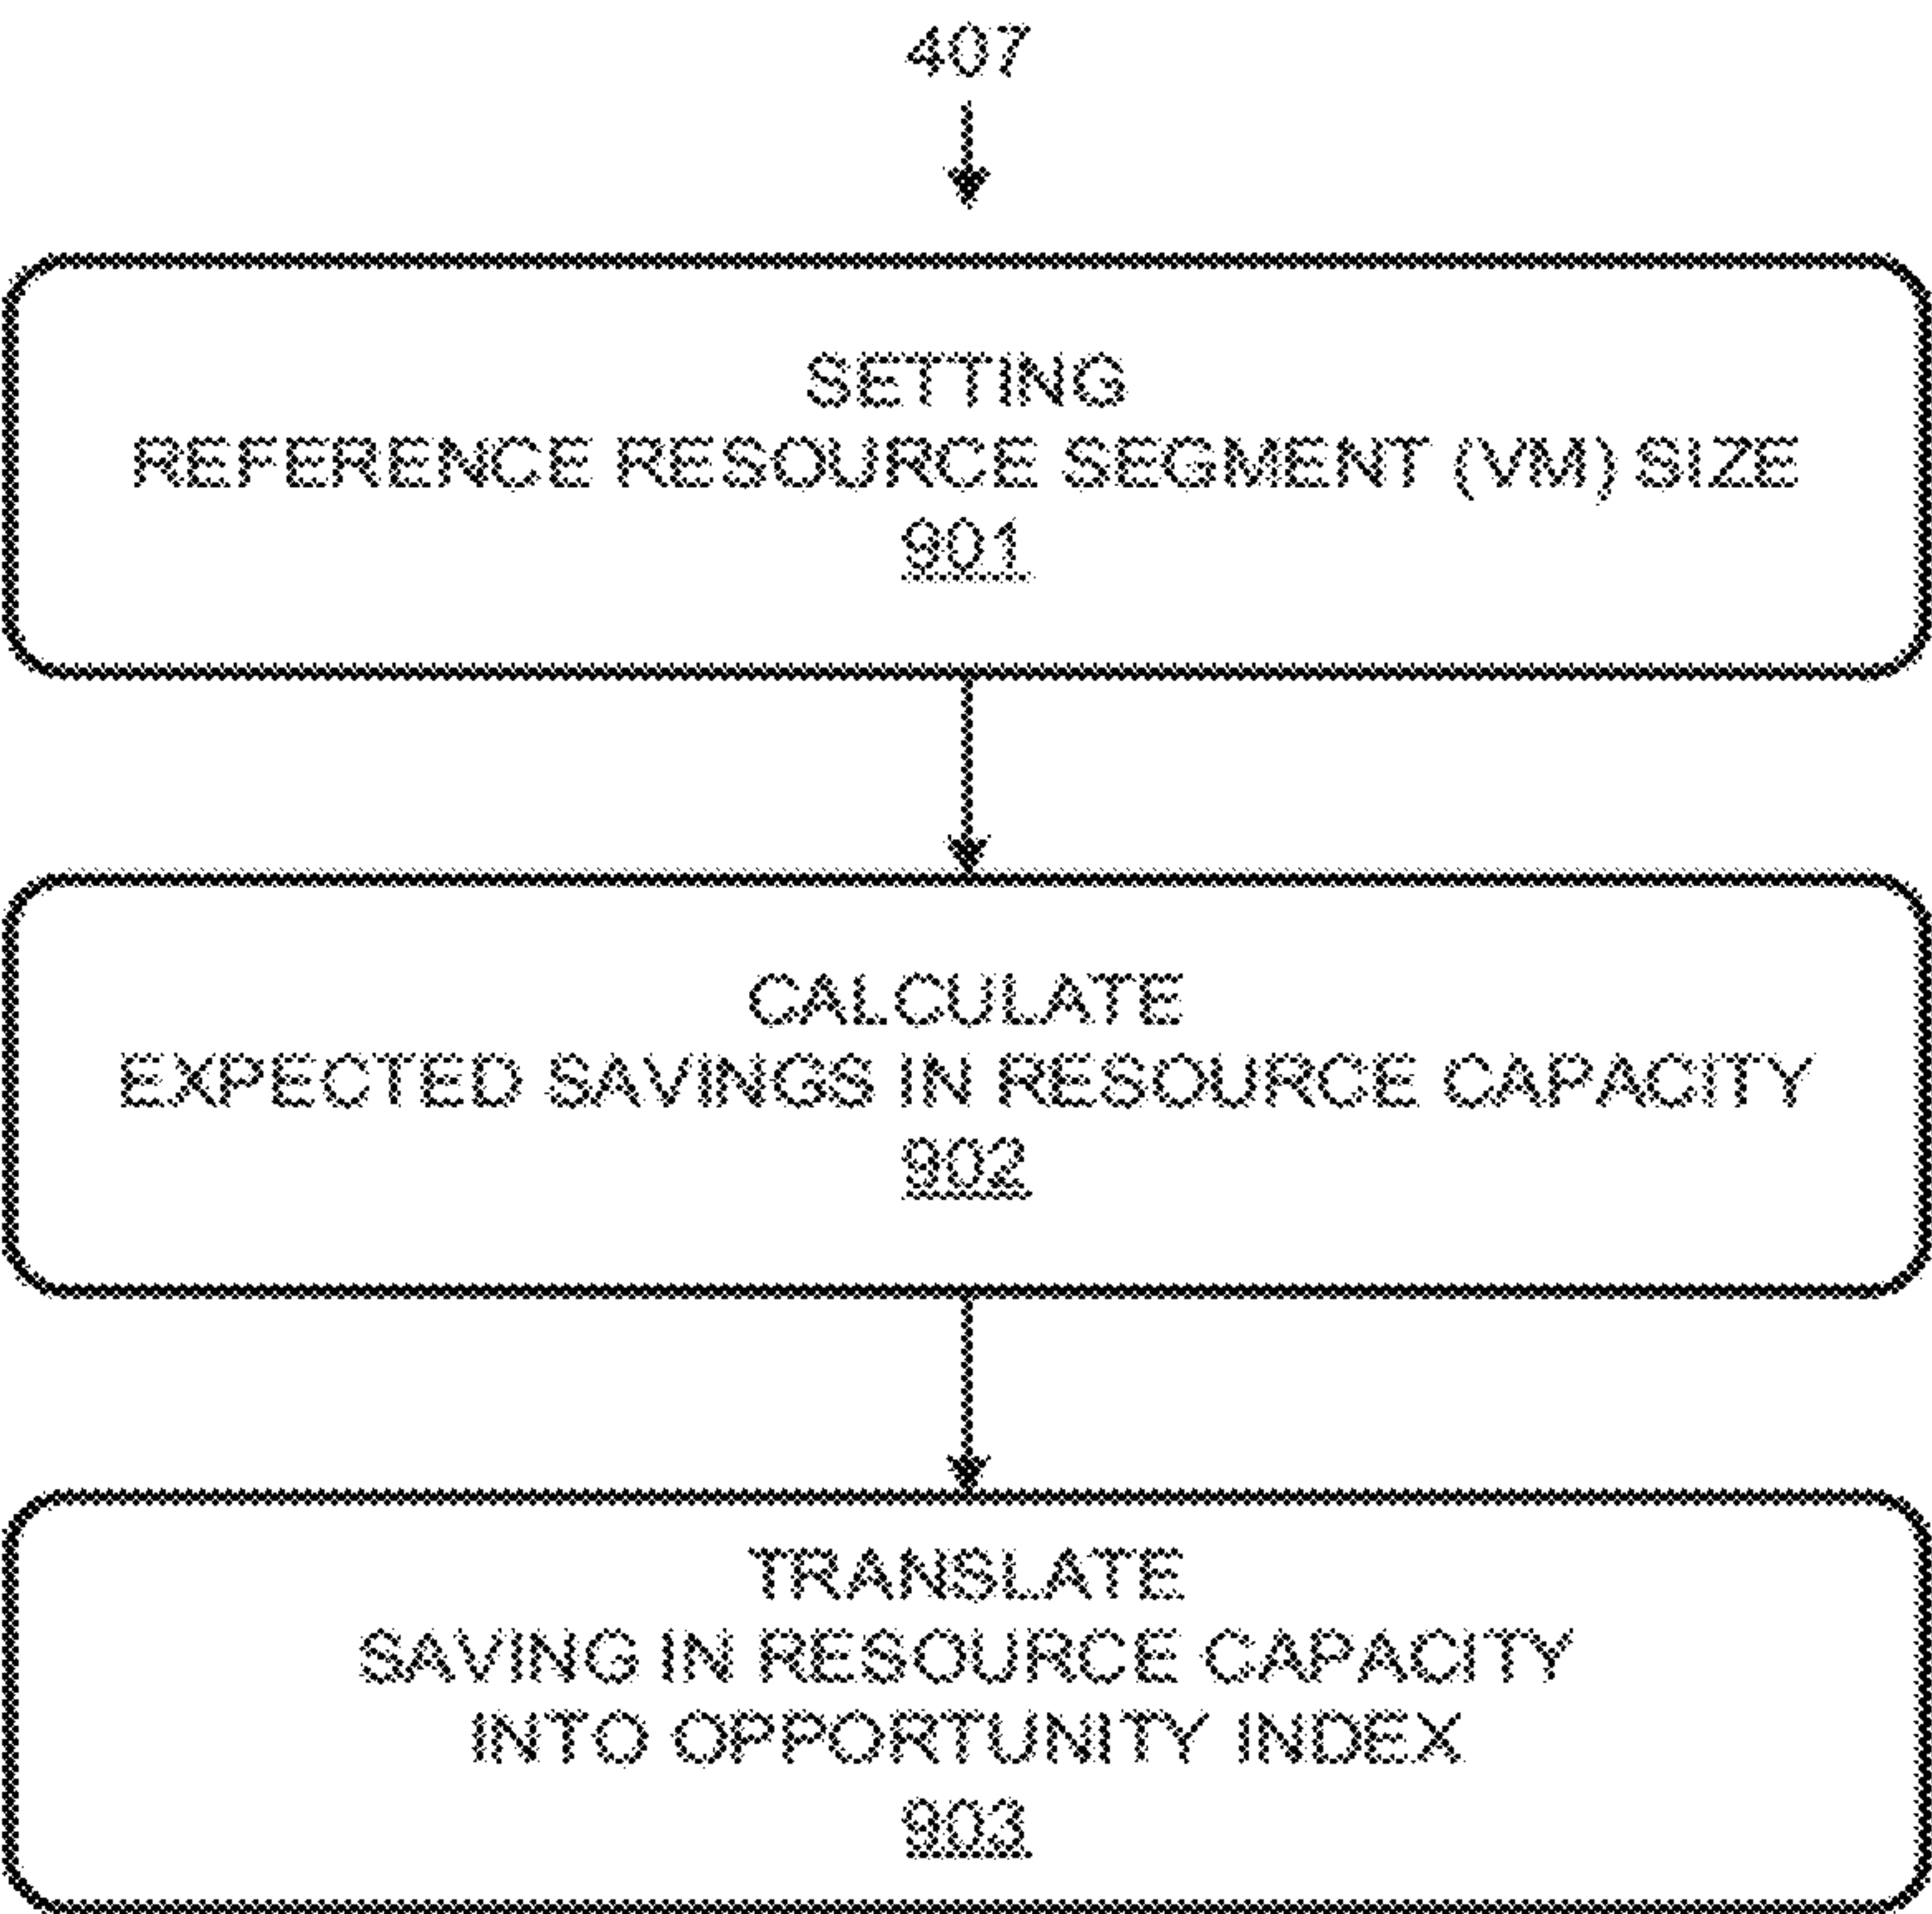 407
SETTING
REFERENCE RESOURCE SEGMENT (VM) SIZE
901
CALCULATE
EXPECTED SAVINGS IN RESOURCE CAPACITY
902
TRANSLATE
SAVING IN RESOURCE CAPACITY
INTO OPPORTUNITY INDEX
903